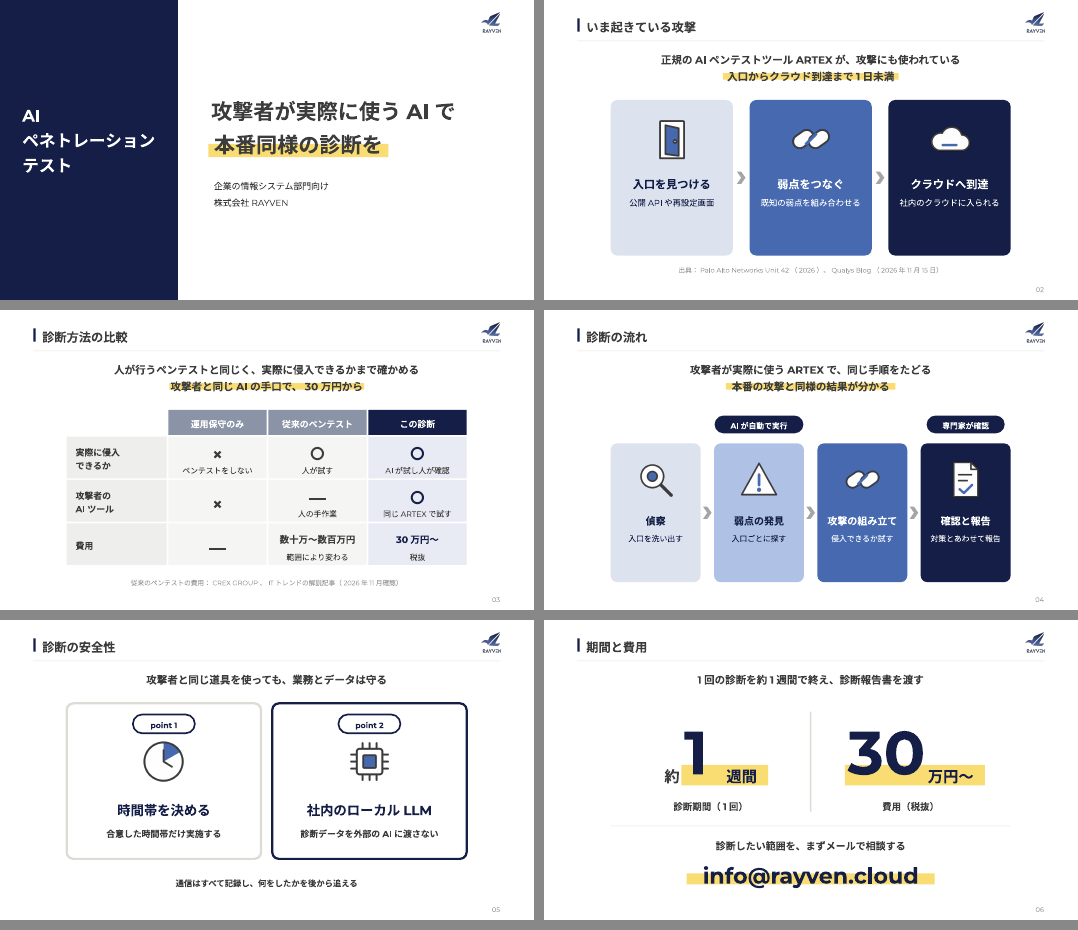 RAYVEN
AI
ペネトレーション
テスト
攻撃者が実際に使う AI で
本番同様の診断を
企業の情報システム部門向け
株式会社 RAYVEN
いま起きている攻撃
RAYVEN
正規の AI ペンテストツール ARTEX が、攻撃にも使われている
入口からクラウド到達まで 1 日未満
入口を見つける
公開 API や再設定画面
弱点をつなぐ
既知の弱点を組み合わせる
クラウドへ到達
社内のクラウドに入られる
出典： Palo Alto Networks Unit 42 （ 2026 ）、 Qualys Blog （ 2026 年 11 月 15 日）
02
診断方法の比較
RAYVEN
人が行うペンテストと同じく、実際に侵入できるかまで確かめる
攻撃者と同じ AI の手口で、 30 万円から
運用保守のみ
従来のペンテスト
この診断
実際に侵入
できるか
×
ペンテストをしない
○
人が試す
○
AI が試し人が確認
攻撃者の
AI ツール
×
—
人の手作業
○
同じ ARTEX で試す
費用
—
数十万〜数百万円
範囲により変わる
30 万円〜
税抜
従来のペンテストの費用： CREX GROUP 、 IT トレンドの解説記事（ 2026 年 11 月確認）
03
診断の流れ
RAYVEN
攻撃者が実際に使う ARTEX で、同じ手順をたどる
本番の攻撃と同様の結果が分かる
AI が自動で実行
専門家が確認
偵察
入口を洗い出す
弱点の発見
入口ごとに探す
攻撃の組み立て
侵入できるか試す
確認と報告
対策とあわせて報告
04
診断の安全性
RAYVEN
攻撃者と同じ道具を使っても、業務とデータは守る
point 1
時間帯を決める
合意した時間帯だけ実施する
point 2
社内のローカル LLM
診断データを外部の AI に渡さない
通信はすべて記録し、何をしたかを後から追える
05
期間と費用
RAYVEN
1 回の診断を約 1 週間で終え、診断報告書を渡す
約 1 週間
診断期間（ 1 回）
30 万円〜
費用（税抜）
診断したい範囲を、まずメールで相談する
info@rayven.cloud
06